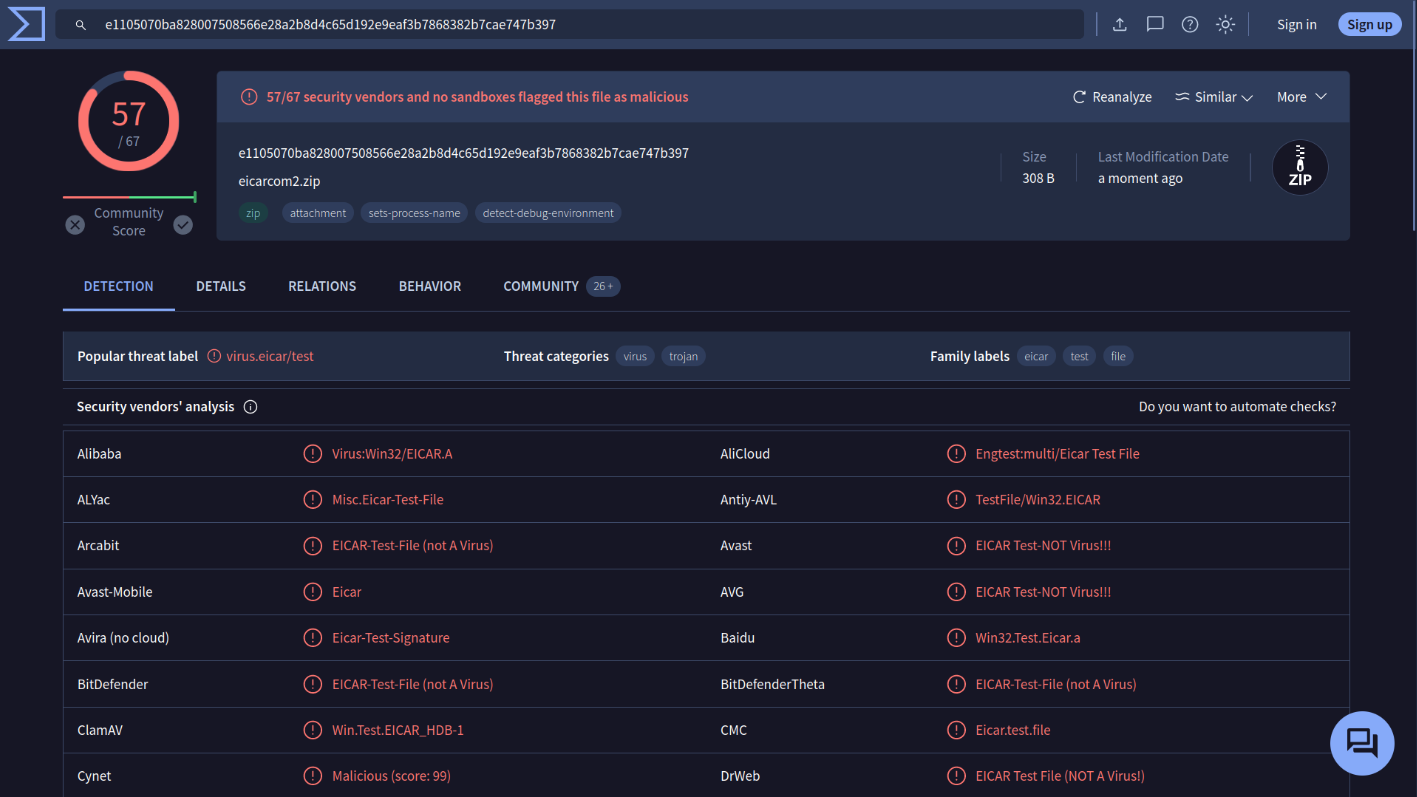 e1105070ba828007508566e28a2b8d4c65d192e9eaf3b7868382b7cae747b397
Sign in
Sign up
57
/ 67
Community
Score
57/67 security vendors and no sandboxes flagged this file as malicious
Reanalyze
Similar
More
e1105070ba828007508566e28a2b8d4c65d192e9eaf3b7868382b7cae747b397
eicarcom2.zip
zip
attachment
sets-process-name
detect-debug-environment
Size
308 B
Last Modification Date
a moment ago
ZIP
DETECTION
DETAILS
RELATIONS
BEHAVIOR
COMMUNITY
26 +
Popular threat label
virus.eicar/test
Threat categories
virus
trojan
Family labels
eicar
test
file
Security vendors' analysis
Do you want to automate checks?
Alibaba
Virus:Win32/EICAR.A
AliCloud
Engtest:multi/Eicar Test File
ALYac
Misc.Eicar-Test-File
Antiy-AVL
TestFile/Win32.EICAR
Arcabit
EICAR-Test-File (not A Virus)
Avast
EICAR Test-NOT Virus!!!
Avast-Mobile
Eicar
AVG
EICAR Test-NOT Virus!!!
Avira (no cloud)
Eicar-Test-Signature
Baidu
Win32.Test.Eicar.a
BitDefender
EICAR-Test-File (not A Virus)
BitDefenderTheta
EICAR-Test-File (not A Virus)
ClamAV
Win.Test.EICAR_HDB-1
CMC
Eicar.test.file
Cynet
Malicious (score: 99)
DrWeb
EICAR Test File (NOT A Virus!)